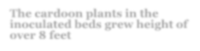 The cardoon plants in the
inoculated beds grew height of
over 8 feet